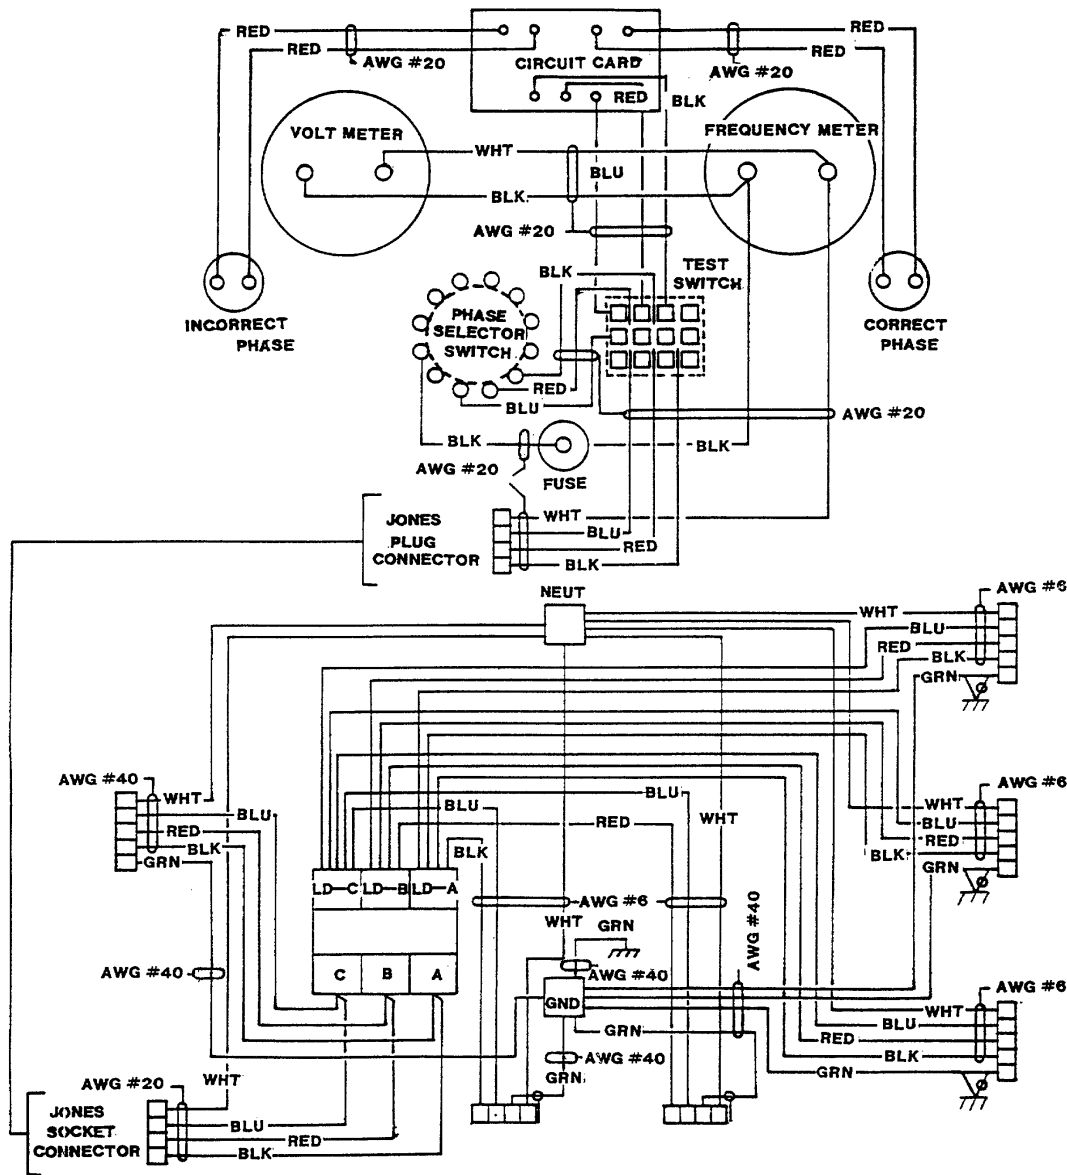 RED
RED
RED
RED
AWG #20
CIRCUIT CARD
AWG #20
RED
BLK
VOLT METER
FREQUENCY METER
WHT
BLU
BLK
AWG #20
TEST
SWITCH
BLK
INCORRECT
PHASE
PHASE
SELECTOR
SWITCH
CORRECT
PHASE
RED
BLU
AWG #20
BLK
BLK
AWG #20
FUSE
JONES
PLUG
CONNECTOR
WHT
BLU
RED
BLK
NEUT
AWG #6
WHT
BLU
RED
BLK
GRN
AWG #40
WHT
BLU
RED
BLK
GRN
BLU
BLU
RED
WHT
BLK
AWG #6
WHT
BLU
RED
BLK
GRN
LD-C
LD-B
LD-A
AWG #6
WHT
GRN
AWG #40
AWG #40
AWG #40
C
B
A
GND
GRN
AWG #40
GRN
AWG #6
WHT
BLU
RED
BLK
GRN
WHT
AWG #20
JONES
SOCKET
CONNECTOR
BLU
RED
BLK